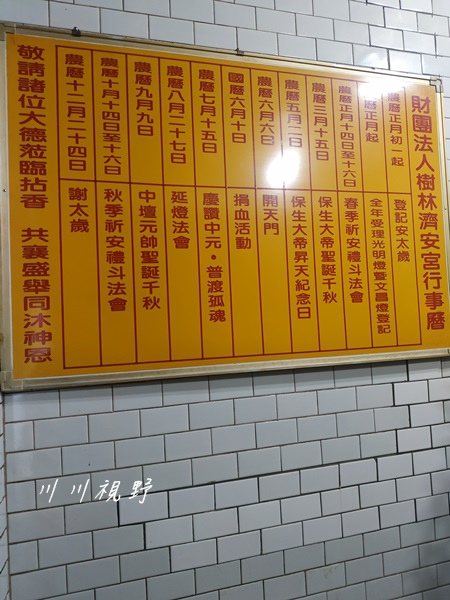 財團法人樹林濟安宮行事曆
農曆正月初一起 登記安太歲
農曆正月起 全年受理光明燈暨文昌燈登記
農曆正月十四日至十六日 春季祈安禮斗法會
農曆三月十五日 保生大帝聖誕千秋
農曆五月二日 保生大帝昇天紀念日
農曆六月六日 開天門
國曆六月十日 捐血活動
農曆七月十五日 慶讚中元・普渡孤魂
農曆八月二十七日 延燈法會
農曆九月九日 中壇元帥聖誕千秋
農曆十月十四日至十六日 秋季祈安禮斗法會
農曆十二月二十四日 謝太歲
敬請諸位大德蒞臨拈香 共襄盛舉同沐神恩
川川視野